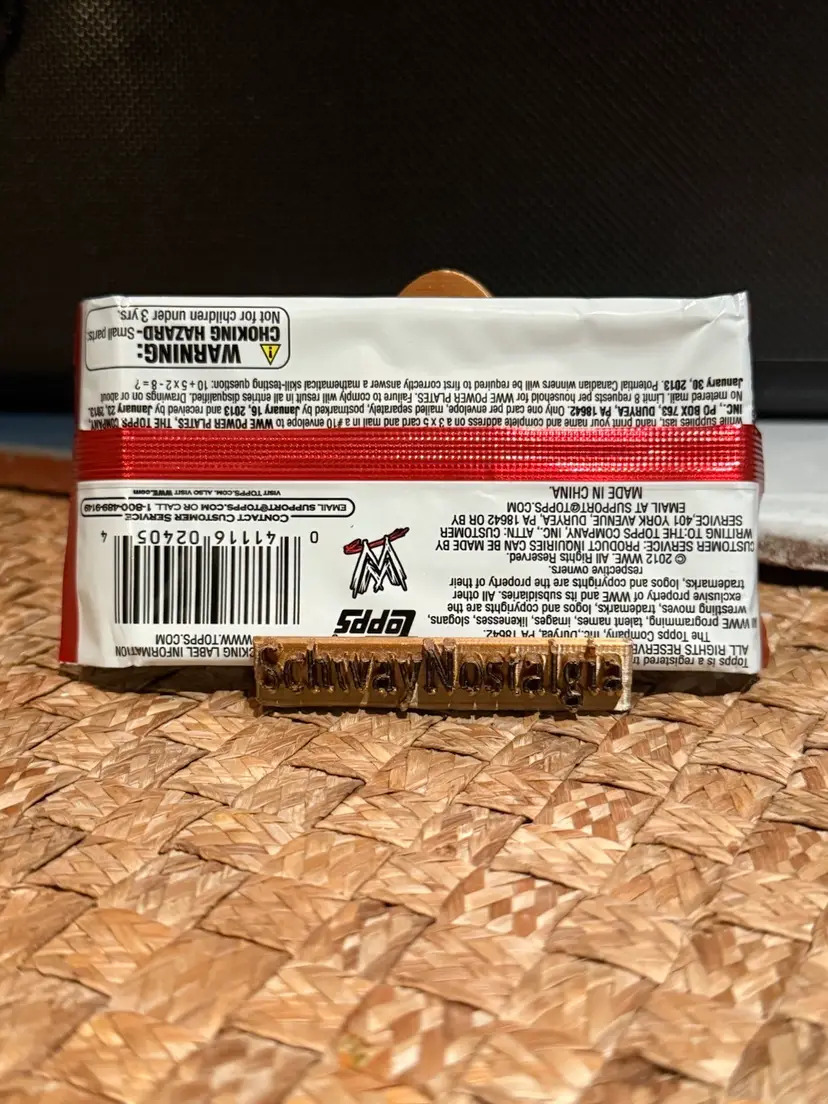 Topps is a registered tr
ALL RIGHTS RESERVE
The Topps Company, Inc., Duryea, PA 18642.
WWE programming, talent names, images, likenesses, slogans,
wrestling moves, trademarks, logos and copyrights are the
exclusive property of WWE and its subsidiaries. All other
trademarks, logos and copyrights are the property of their
respective owners.
© 2012 WWE. All Rights Reserved.
CUSTOMER SERVICE: PRODUCT INQUIRIES CAN BE MADE BY
WRITING TO:THE TOPPS COMPANY, INC., ATTN: CUSTOMER
SERVICE,401 YORK AVENUE, DURYEA, PA 18642 OR BY
EMAIL AT SUPPORT@TOPPS.COM
MADE IN CHINA.
Topps
W
CKING LABEL INFORMATION
WWW.TOPPS.COM
0 41116 02405 4
CONTACT CUSTOMER SERVICE
EMAIL SUPPORT@TOPPS.COM OR CALL 1-800-489-9149
VISIT TOPPS.COM. ALSO VISIT WWE.COM
while supplies last, hand print your name and complete address on a 3 X 5 card and mail in a #10 envelope to WWE POWER PLATES, THE TOPPS COMPANY,
INC., PO BOX 763, DURYEA, PA 18642. Only one card per envelope, mailed separately, postmarked by January 16, 2013 and received by January 23, 2013.
No metered mail. Limit 8 requests per household for WWE POWER PLATES. Failure to comply will result in all entries disqualified. Drawings on or about
January 30, 2013. Potential Canadian winners will be required to first correctly answer a mathematical skill-testing question: 10 + 5 x 2 - 8 = ?
WARNING:
CHOKING HAZARD-Small parts.
Not for children under 3 yrs.
SchwayNostalgia